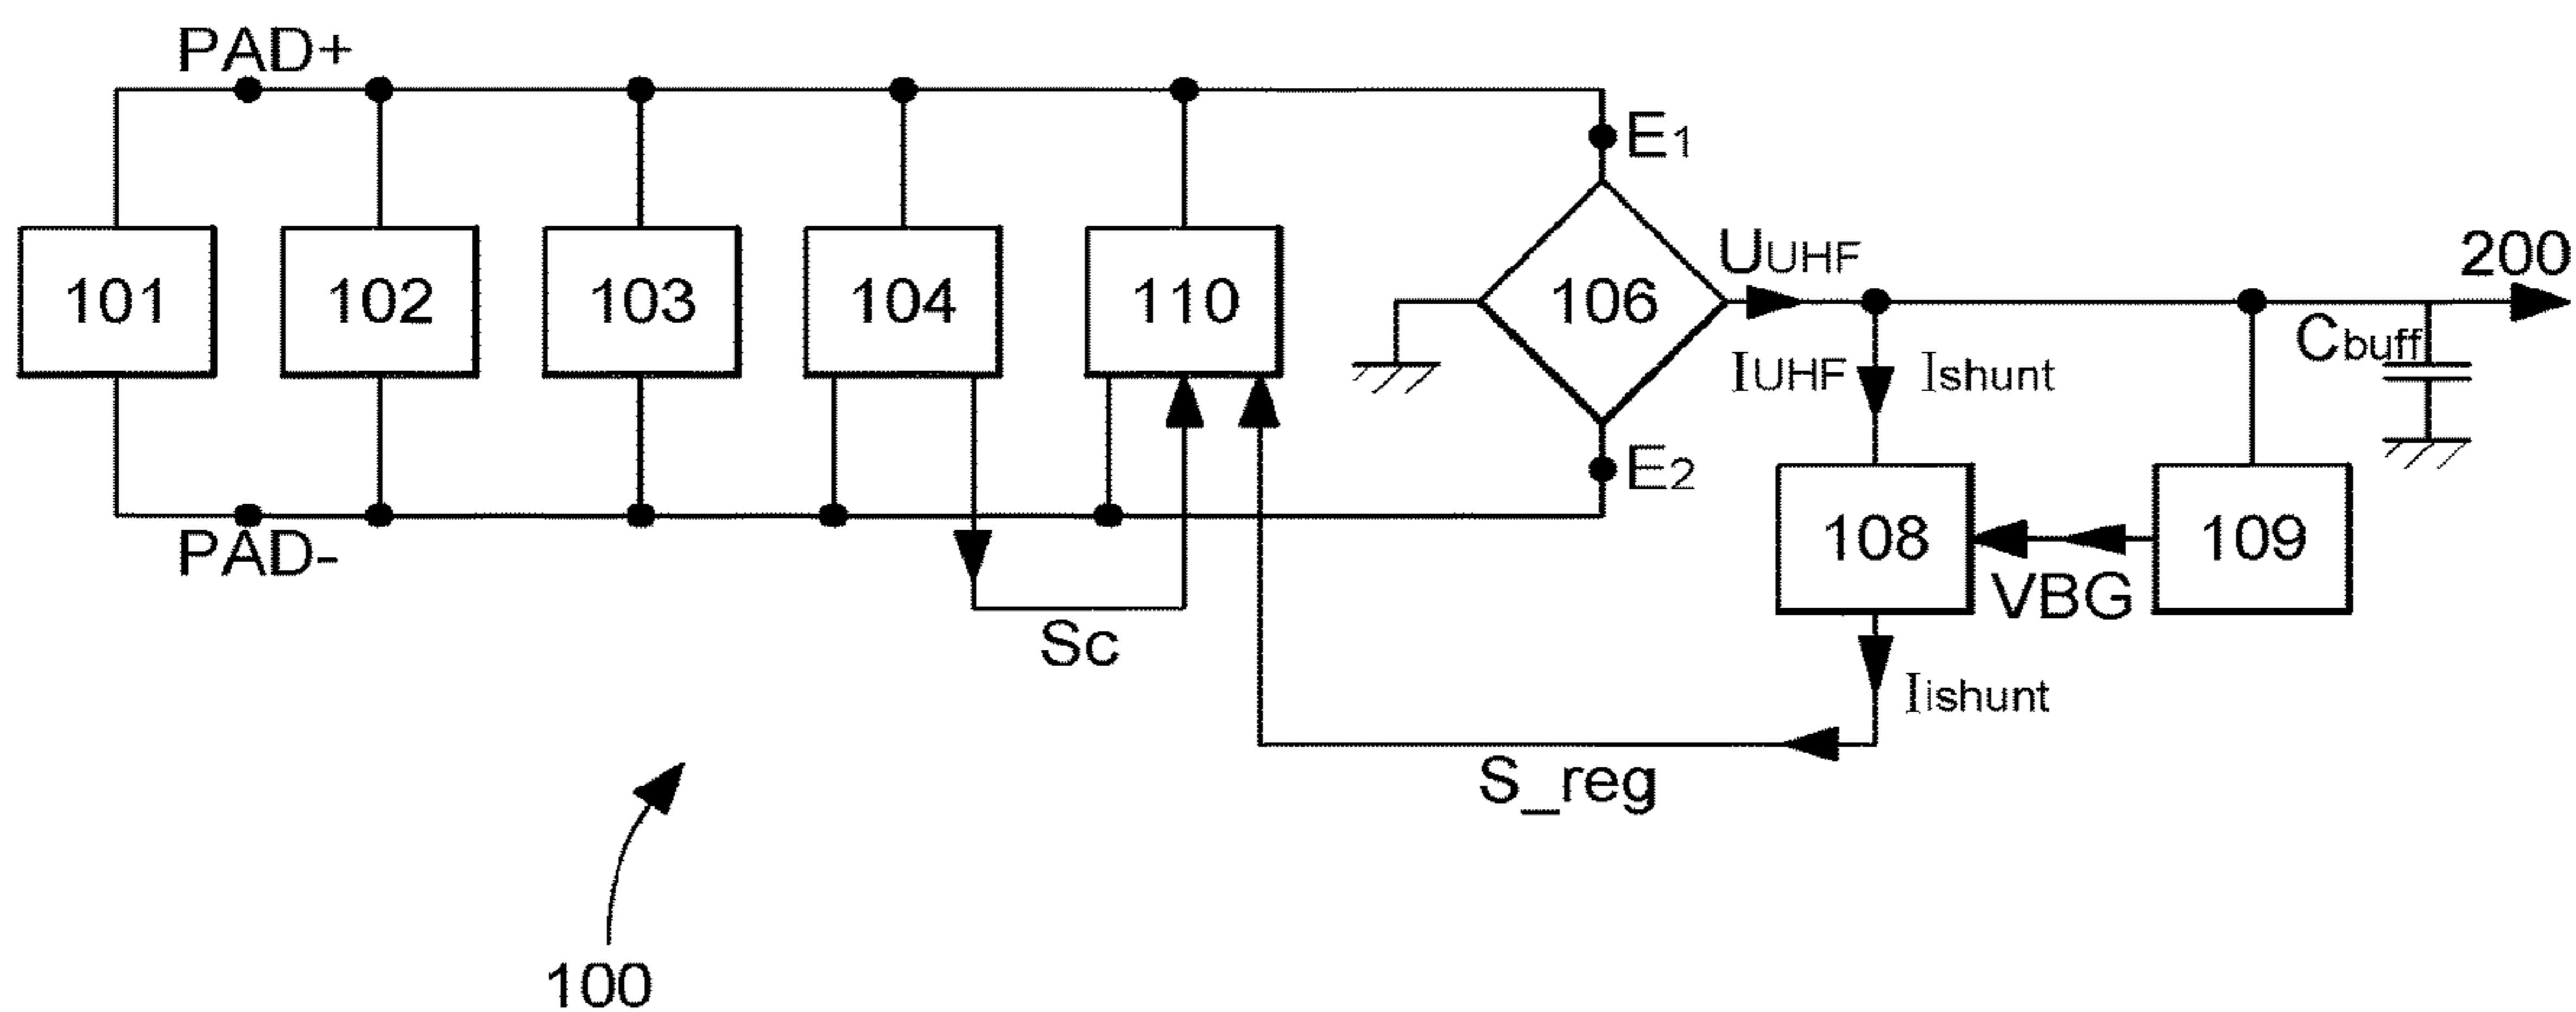 PAD+
E1
101
102
103
104
110
106
UUHF
200
Cbuff
IUHF
Ishunt
E2
PAD-
108
VBG
109
Sc
Iishunt
S_reg
100